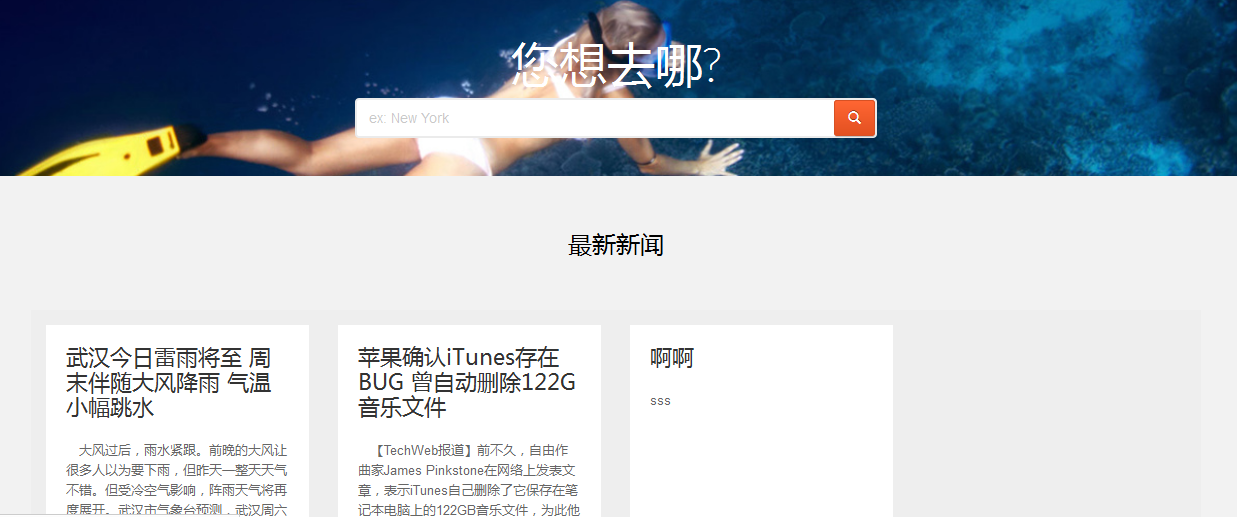 您想去哪?
ex: New York
最新新闻
武汉今日雷雨将至 周
末伴随大风降雨 气温
小幅跳水
大风过后，雨水紧跟。前晚的大风让
很多人以为要下雨，但昨天一整天天气
不错。但受冷空气影响，阵雨天气将再
度展开。武汉市气象台预测，武汉周六
苹果确认iTunes存在
BUG 曾自动删除122G
音乐文件
【TechWeb报道】前不久，自由作
曲家James Pinkstone在网络上发表文
章，表示iTunes自己删除了它保存在笔
记本电脑上的122GB音乐文件，为此他
啊啊
sss